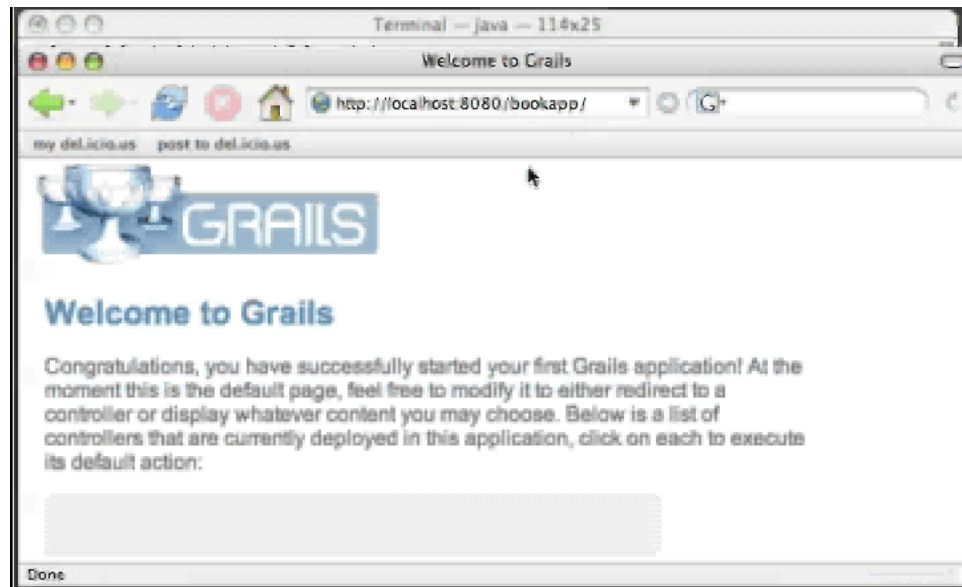 Terminal — java — 114x25
Welcome to Grails
http://localhost:8080/bookapp/
G
my del.icio.us post to del.icio.us
GRAILS
Welcome to Grails
Congratulations, you have successfully started your first Grails application! At the
moment this is the default page, feel free to modify it to either redirect to a
controller or display whatever content you may choose. Below is a list of
controllers that are currently deployed in this application, click on each to execute
its default action:
Done